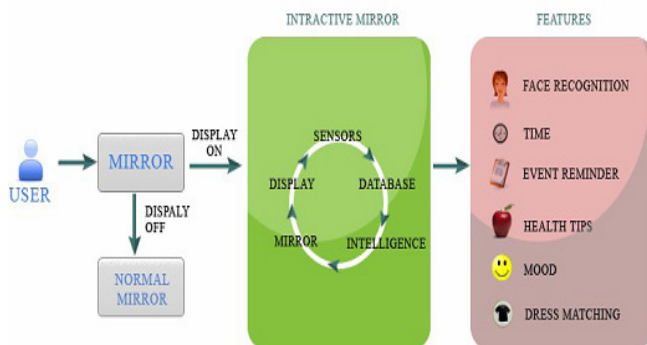 INTRACTIVE MIRROR
FEATURES
USER
MIRROR
DISPLAY
ON
DISPALY
OFF
NORMAL
MIRROR
SENSORS
DATABASE
INTELLIGENCE
MIRROR
DISPLAY
FACE RECOGNITION
TIME
EVENT REMINDER
HEALTH TIPS
MOOD
DRESS MATCHING